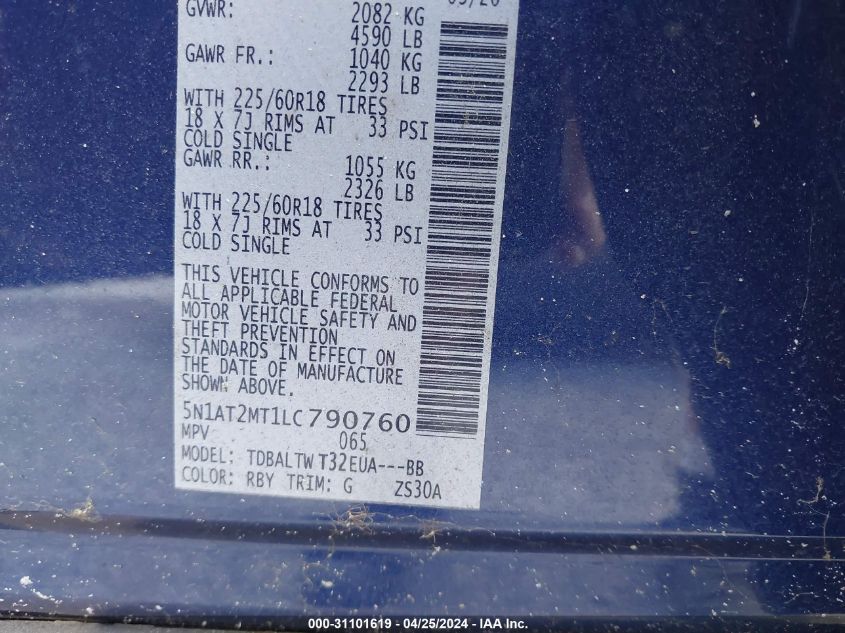 GVWR: 2082 KG
4590 LB
GAWR FR.: 1040 KG
2293 LB
WITH 225/60R18 TIRES
18 X 7J RIMS AT 33 PSI
COLD SINGLE
GAWR RR.: 1055 KG
2326 LB
WITH 225/60R18 TIRES
18 X 7J RIMS AT 33 PSI
COLD SINGLE
THIS VEHICLE CONFORMS TO
ALL APPLICABLE FEDERAL
MOTOR VEHICLE SAFETY AND
THEFT PREVENTION
STANDARDS IN EFFECT ON
THE DATE OF MANUFACTURE
SHOWN ABOVE.
5N1AT2MT1LC790760
MPV 065
MODEL: TDBALTW T32EUA---BB
COLOR: RBY TRIM: G ZS30A
000-31101619 - 04/25/2024 - IAA Inc.